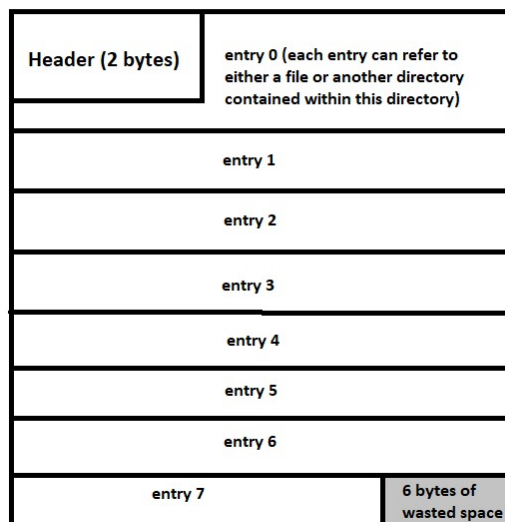 Header (2 bytes)
entry 0 (each entry can refer to
either a file or another directory
contained within this directory)
entry 1
entry 2
entry 3
entry 4
entry 5
entry 6
entry 7
6 bytes of
wasted space